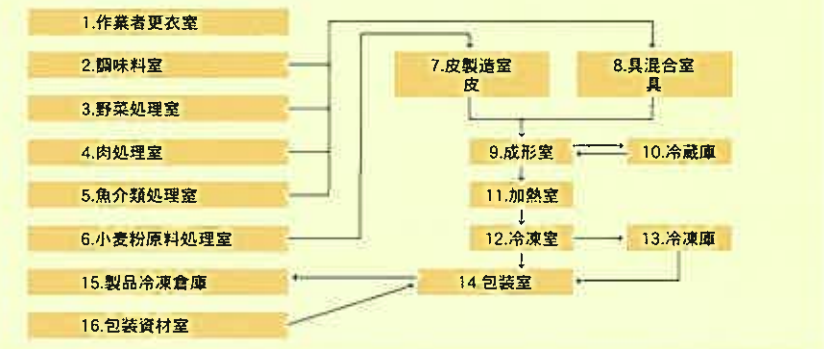 1.作業者更衣室
2.調味料室
3.野菜処理室
4.肉処理室
5.魚介類処理室
6.小麦粉原料処理室
15.製品冷凍倉庫
16.包装資材室
7.皮製造室
皮
8.具混合室
具
9.成形室
10.冷蔵庫
11.加熱室
12.冷凍室
13.冷凍庫
14.包装室